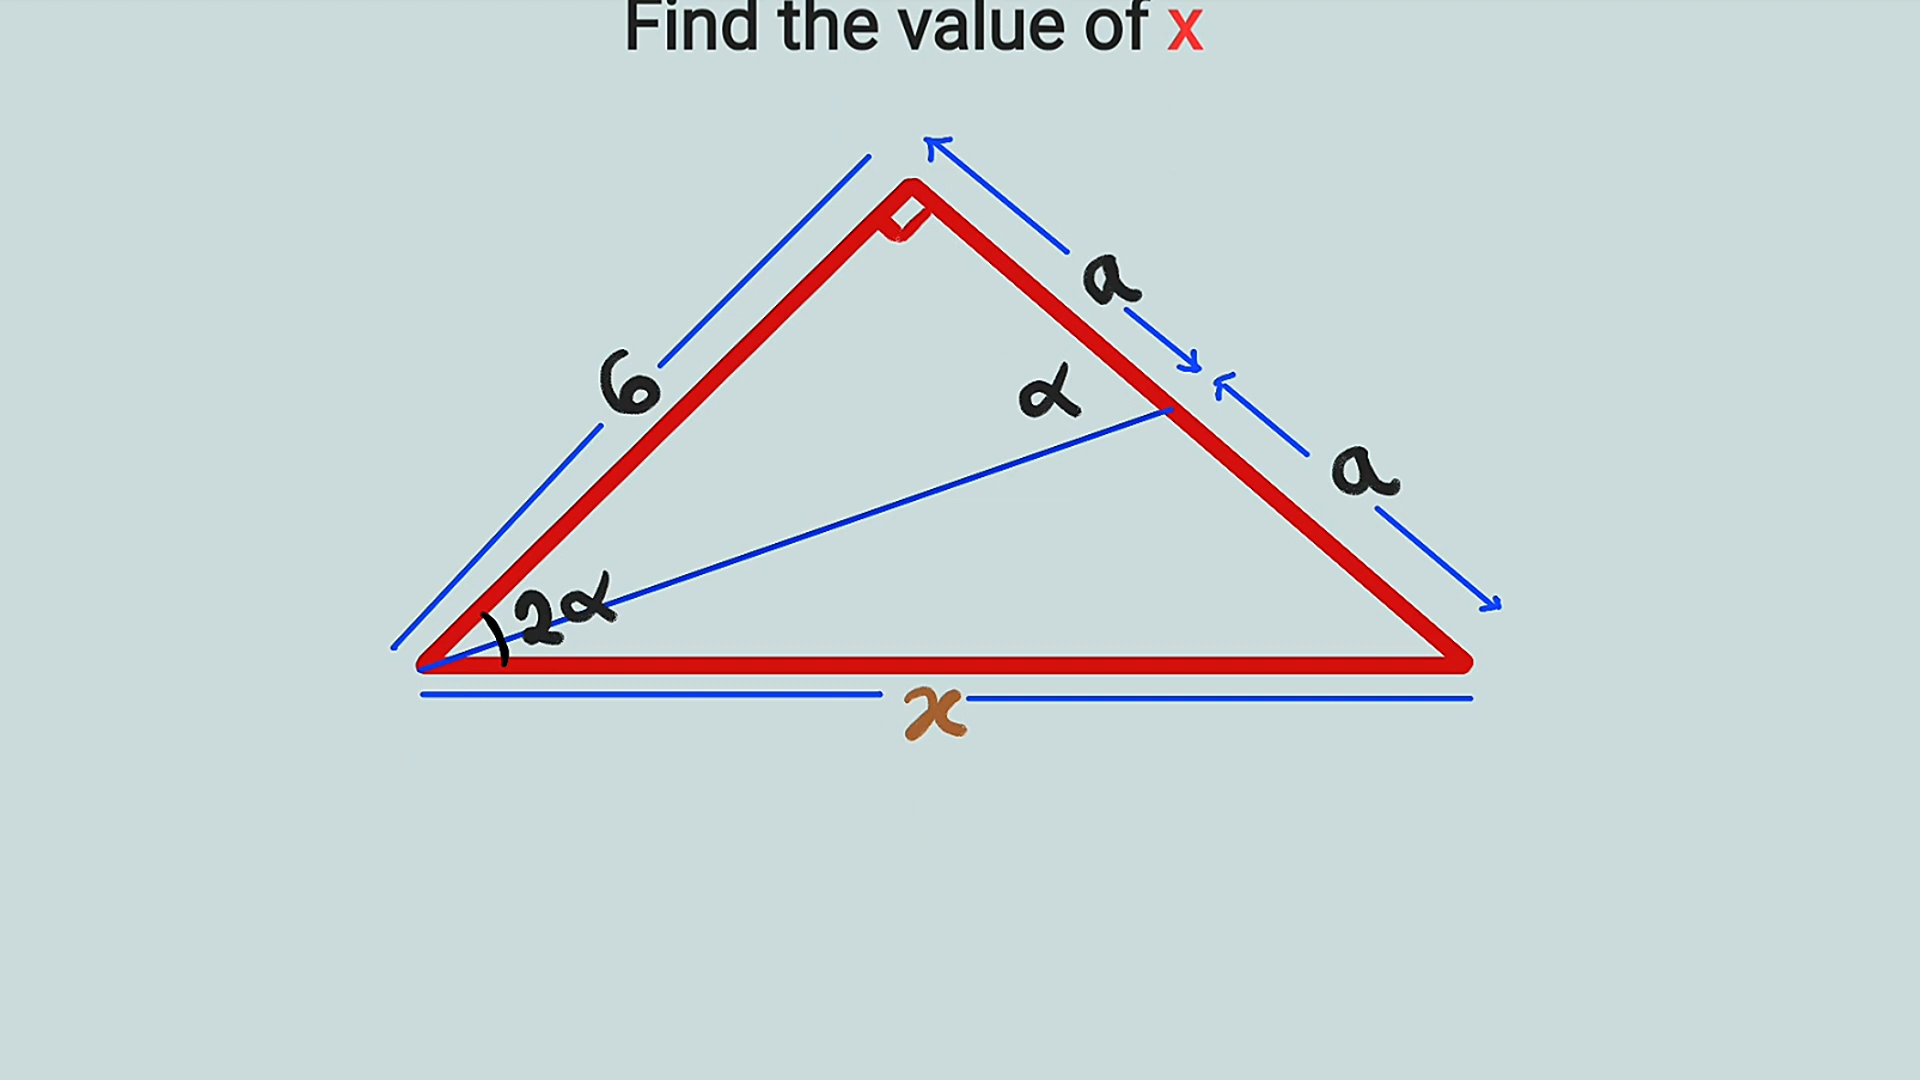 Find the value of x
6
a
α
a
2α
x